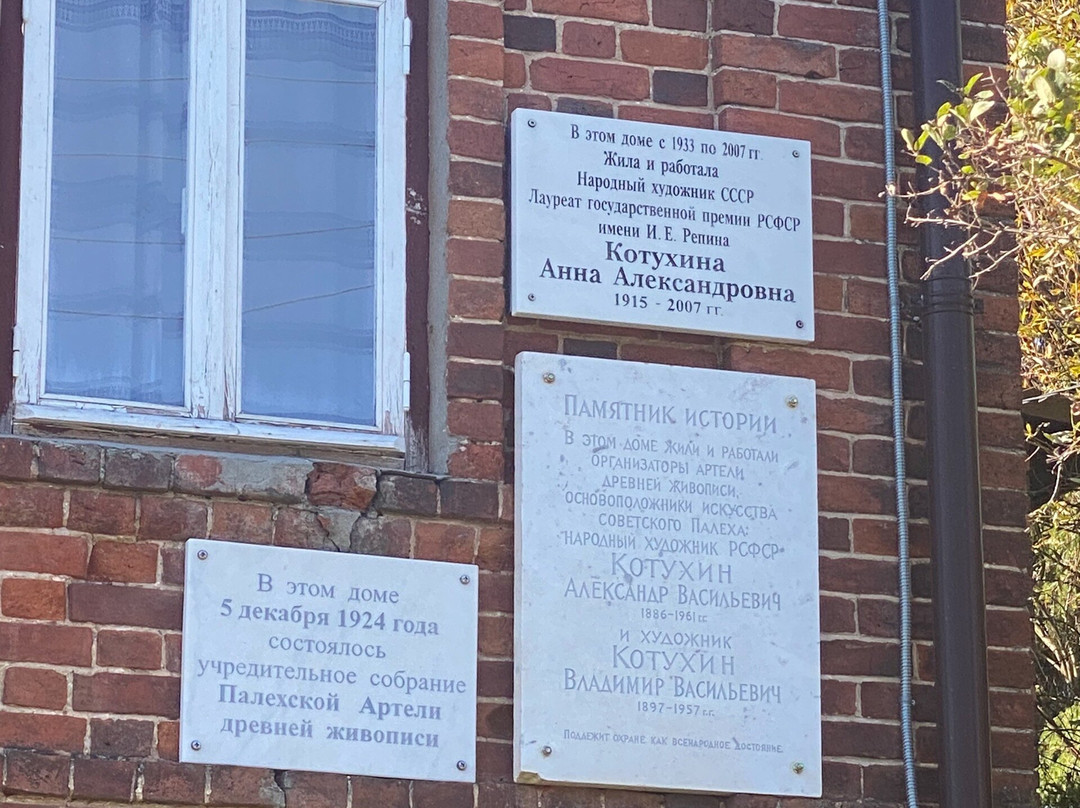 В этом доме с 1933 по 2007 гг.
Жила и работала
Народный художник СССР
Лауреат государственной премии РСФСР
имени И. Е. Репина
Котухина
Анна Александровна
1915 - 2007 гг.
Памятник истории
В этом доме жили и работали
организаторы артели
древней живописи,
основоположники искусства
советского Палеха:
народный художник РСФСР
Котухин
Александр Васильевич
1886-1961 гг.
и художник
Котухин
Владимир Васильевич
1897-1957 г.г.
Подлежит охране как всенародное достояние
В этом доме
5 декабря 1924 года
состоялось
учредительное собрание
Палехской Артели
древней живописи